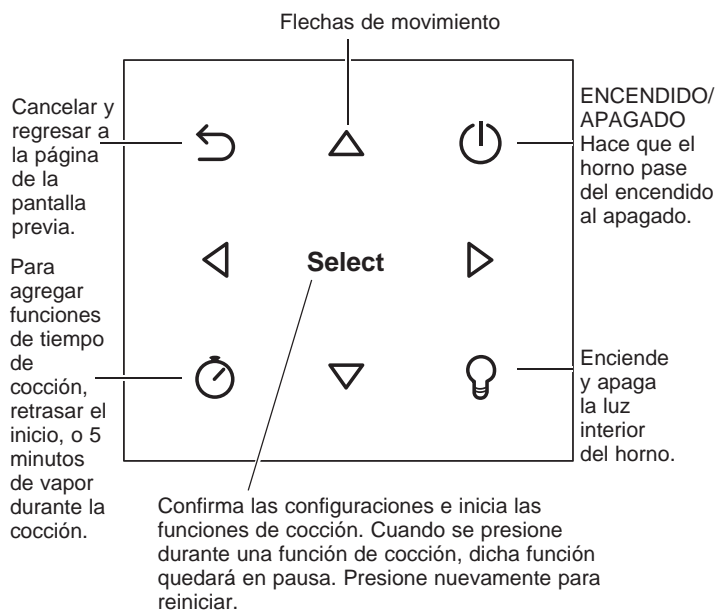 Flechas de movimiento
Cancelar y
regresar a
la página
de la
pantalla
previa.
ENCENDIDO/
APAGADO
Hace que el
horno pase
del encendido
al apagado.
Select
Para
agregar
funciones
de tiempo
de
cocción,
retrasar el
inicio, o 5
minutos
de vapor
durante la
cocción.
Enciende
y apaga
la luz
interior
del horno.
Confirma las configuraciones e inicia las
funciones de cocción. Cuando se presione
durante una función de cocción, dicha función
quedará en pausa. Presione nuevamente para
reiniciar.